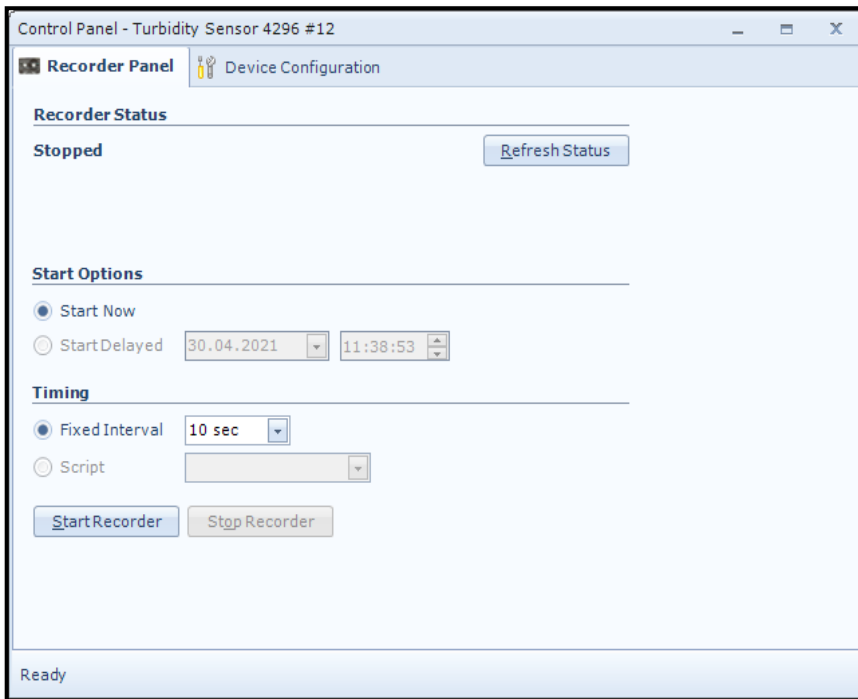 Control Panel - Turbidity Sensor 4296 #12
Recorder Panel Device Configuration
Recorder Status
Stopped Refresh Status
Start Options
Start Now
Start Delayed 30.04.2021 11:38:53
Timing
Fixed Interval 10 sec
Script
Start Recorder Stop Recorder
Ready